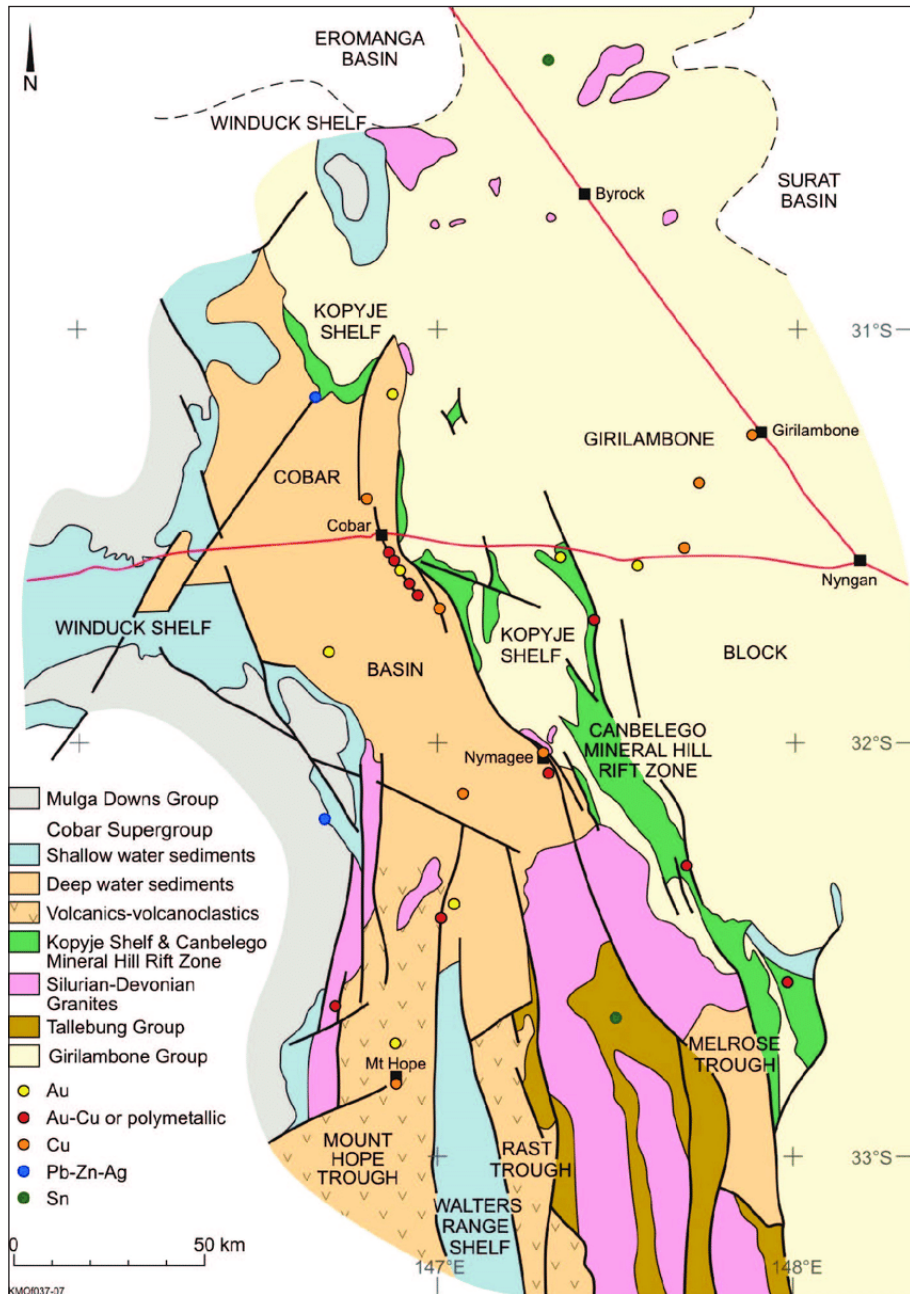 EROMANGA
BASIN
N
WINDUCK SHELF
SURAT
BASIN
Byrock
KOPYJE
SHELF
31°S
GIRILAMBONE
Girilambone
COBAR
Cobar
Nyngan
WINDUCK SHELF
KOPYJE
SHELF
BASIN
BLOCK
CANBELEGO
MINERAL HILL
RIFT ZONE
Nymagee
32°S
Mulga Downs Group
Cobar Supergroup
Shallow water sediments
Deep water sediments
Volcanics-volcanoclastics
Kopyje Shelf & Canbelego
Mineral Hill Rift Zone
Silurian-Devonian
Granites
Tallebung Group
Girilambone Group
Au
Au-Cu or polymetallic
Cu
Pb-Zn-Ag
Sn
MELROSE
TROUGH
Mt Hope
MOUNT
HOPE
TROUGH
RAST
TROUGH
WALTERS
RANGE
SHELF
33°S
0 50 km
147°E
148°E
KMOf037-07